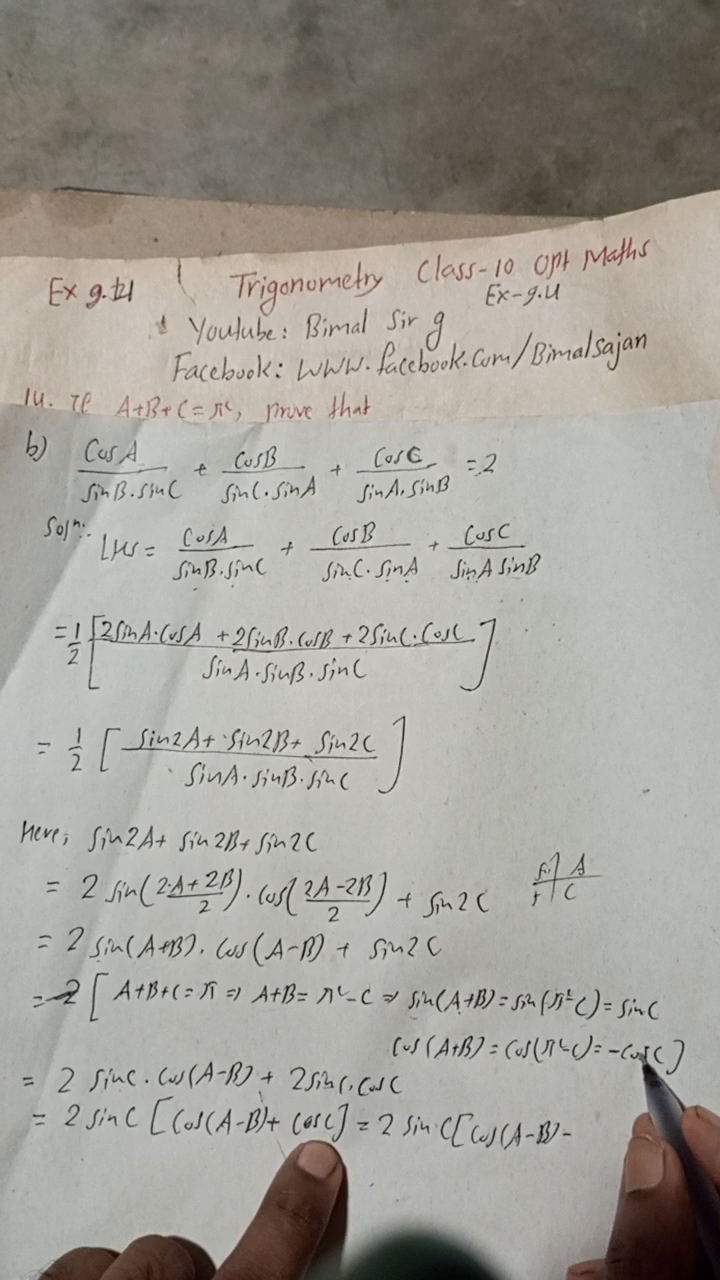 Ex 9.4 Trigonometry Class-10 Opt Maths
Ex-9.4
Youtube: Bimal Sir g
Facebook: www.facebook.com/Bimalsajan
14. If A+B+C = πᶜ, prove that
b) CosA/(sinB.sinC) + CosB/(sinC.sinA) + CosC/(sinA.sinB) = 2
Solⁿ:- LHS = CosA/(sinB.sinC) + CosB/(sinC.sinA) + CosC/(sinA sinB)
= 1/2 [(2sinA.CosA + 2sinB.CosB + 2sinC.CosC)/(sinA.sinB.sinC)]
= 1/2 [(sin2A + sin2B + sin2C)/(sinA.sinB.sinC)]
Here, sin2A + sin2B + sin2C
= 2 sin((2A+2B)/2).cos((2A-2B)/2) + sin2C
A
C
= 2 sin(A+B).cos(A-B) + sin2C
[A+B+C = π ⇒ A+B = πᶜ-C ⇒ sin(A+B) = sin(πᶜ-C) = sinC
cos(A+B) = cos(πᶜ-C) = -cosC]
= 2 sinC.cos(A-B) + 2sinC.cosC
= 2 sinC [cos(A-B) + cosC] = 2 sinC [cos(A-B) -